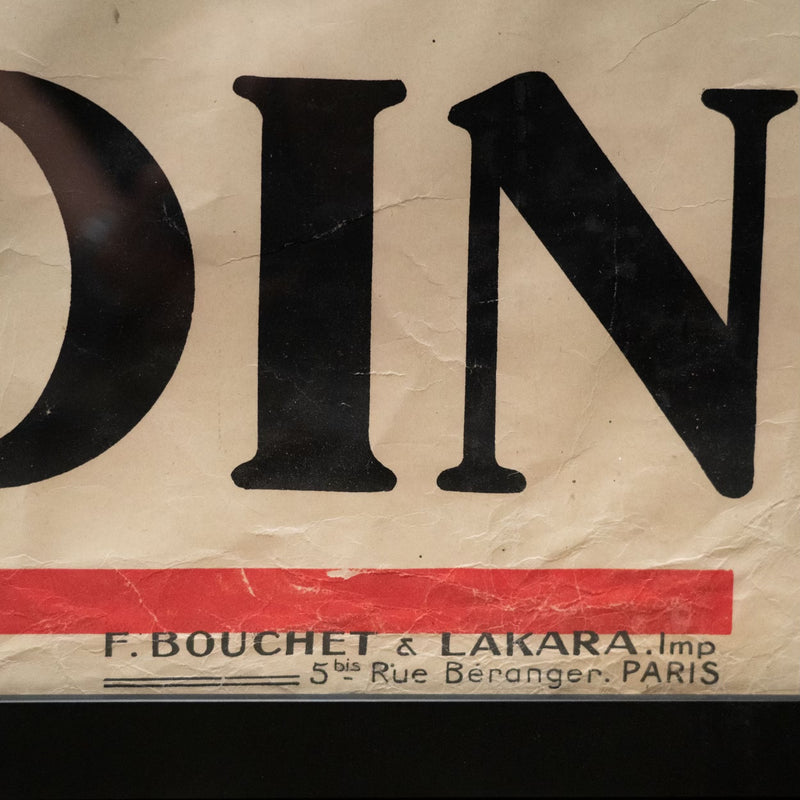 DIN
F. BOUCHET & LAKARA. Imp
5bis Rue Béranger. PARIS